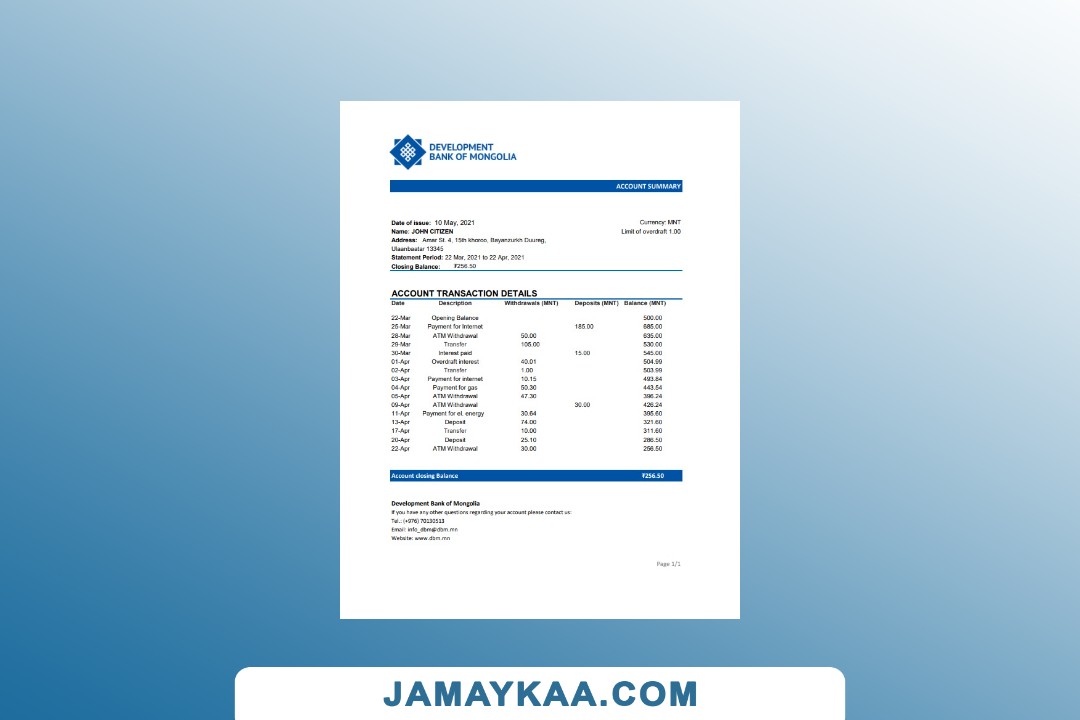 DEVELOPMENT
BANK OF MONGOLIA
ACCOUNT SUMMARY
Date of issue: 10 May, 2021 Currency: MNT
Name: JOHN CITIZEN Limit of overdraft 1.00
Address: Amar St. 4, 15th khoroo, Bayanzurkh Duureg,
Ulaanbaatar 13345
Statement Period: 22 Mar, 2021 to 22 Apr, 2021
Closing Balance: ₮256.50
ACCOUNT TRANSACTION DETAILS
Date Description Withdrawals (MNT) Deposits (MNT) Balance (MNT)
22-Mar Opening Balance 500.00
25-Mar Payment for Internet 185.00 685.00
28-Mar ATM Withdrawal 50.00 635.00
29-Mar Transfer 105.00 530.00
30-Mar Interest paid 15.00 545.00
01-Apr Overdraft interest 40.01 504.99
02-Apr Transfer 1.00 503.99
03-Apr Payment for internet 10.15 493.84
04-Apr Payment for gas 50.30 443.54
05-Apr ATM Withdrawal 47.30 396.24
09-Apr ATM Withdrawal 30.00 426.24
11-Apr Payment for el. energy 30.64 395.60
13-Apr Deposit 74.00 321.60
17-Apr Transfer 10.00 311.60
20-Apr Deposit 25.10 286.50
22-Apr ATM Withdrawal 30.00 256.50
Account closing Balance ₮256.50
Development Bank of Mongolia
If you have any other questions regarding your account please contact us:
Tel.: (+976) 70130513
Email: info_dbm@dbm.mn
Website: www.dbm.mn
Page 1/1
JAMAYKAA.COM